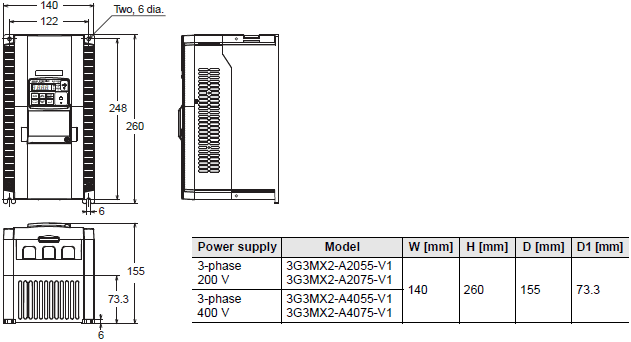 140
122
Two, 6 dia.
248
260
6
155
73.3
6
Power supply Model W [mm] H [mm] D [mm] D1 [mm]
3-phase 200 V 3G3MX2-A2055-V1
3G3MX2-A2075-V1
140 260 155 73.3
3-phase 400 V 3G3MX2-A4055-V1
3G3MX2-A4075-V1